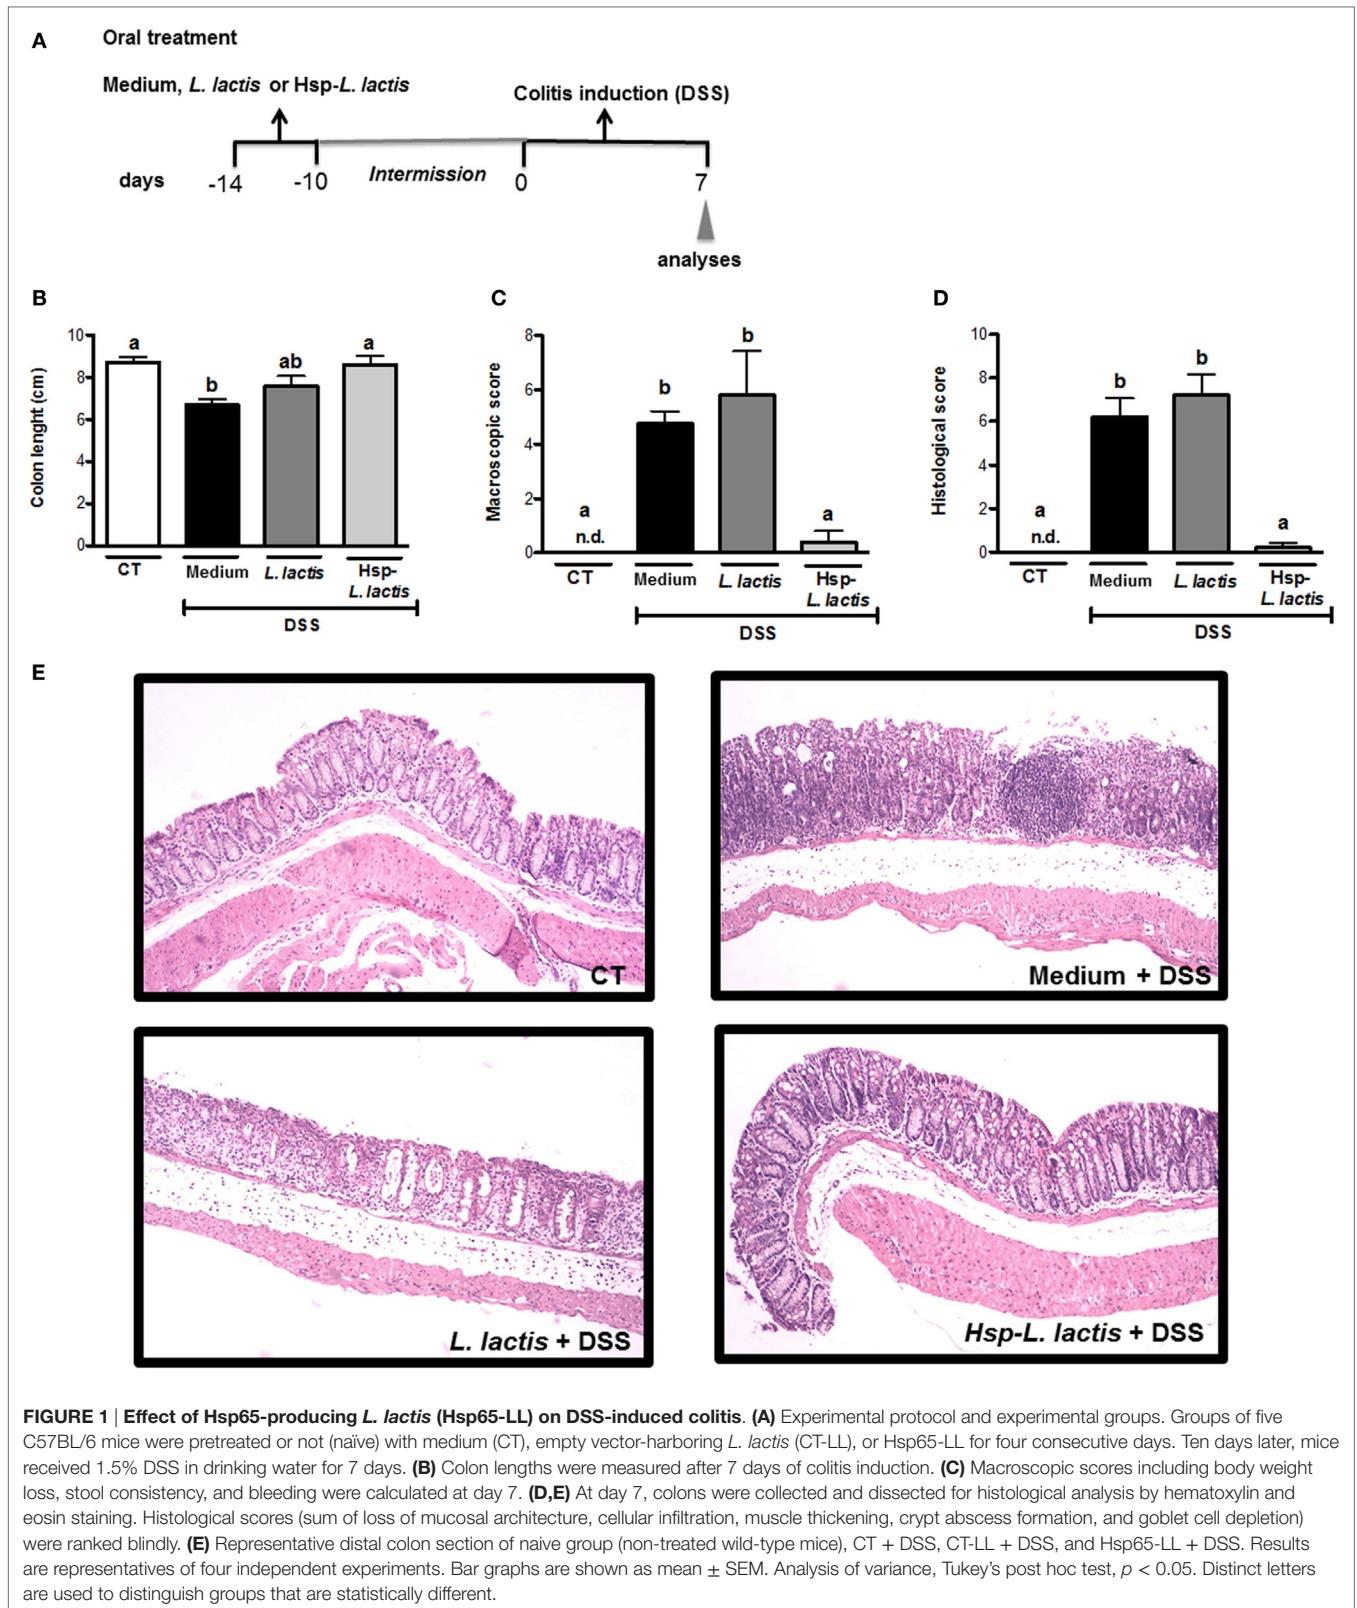 A
Oral treatment
Medium, L. lactis or Hsp-L. lactis
Colitis induction (DSS)
days
-14
-10
Intermission
0
7
analyses
B
Colon lenght (cm)
10
8
6
4
2
0
a
b
ab
a
CT
Medium
L. lactis
Hsp-
L. lactis
DSS
C
Macroscopic score
8
6
4
2
0
a
n.d.
b
b
a
CT
Medium
L. lactis
Hsp-
L. lactis
DSS
D
Histological score
10
8
6
4
2
0
a
n.d.
b
b
a
CT
Medium
L. lactis
Hsp-
L. lactis
DSS
E
CT
Medium + DSS
L. lactis + DSS
Hsp-L. lactis + DSS
FIGURE 1 | Effect of Hsp65-producing L. lactis (Hsp65-LL) on DSS-induced colitis. (A) Experimental protocol and experimental groups. Groups of five
C57BL/6 mice were pretreated or not (naïve) with medium (CT), empty vector-harboring L. lactis (CT-LL), or Hsp65-LL for four consecutive days. Ten days later, mice
received 1.5% DSS in drinking water for 7 days. (B) Colon lengths were measured after 7 days of colitis induction. (C) Macroscopic scores including body weight
loss, stool consistency, and bleeding were calculated at day 7. (D,E) At day 7, colons were collected and dissected for histological analysis by hematoxylin and
eosin staining. Histological scores (sum of loss of mucosal architecture, cellular infiltration, muscle thickening, crypt abscess formation, and goblet cell depletion)
were ranked blindly. (E) Representative distal colon section of naive group (non-treated wild-type mice), CT + DSS, CT-LL + DSS, and Hsp65-LL + DSS. Results
are representatives of four independent experiments. Bar graphs are shown as mean ± SEM. Analysis of variance, Tukey's post hoc test, p < 0.05. Distinct letters
are used to distinguish groups that are statistically different.